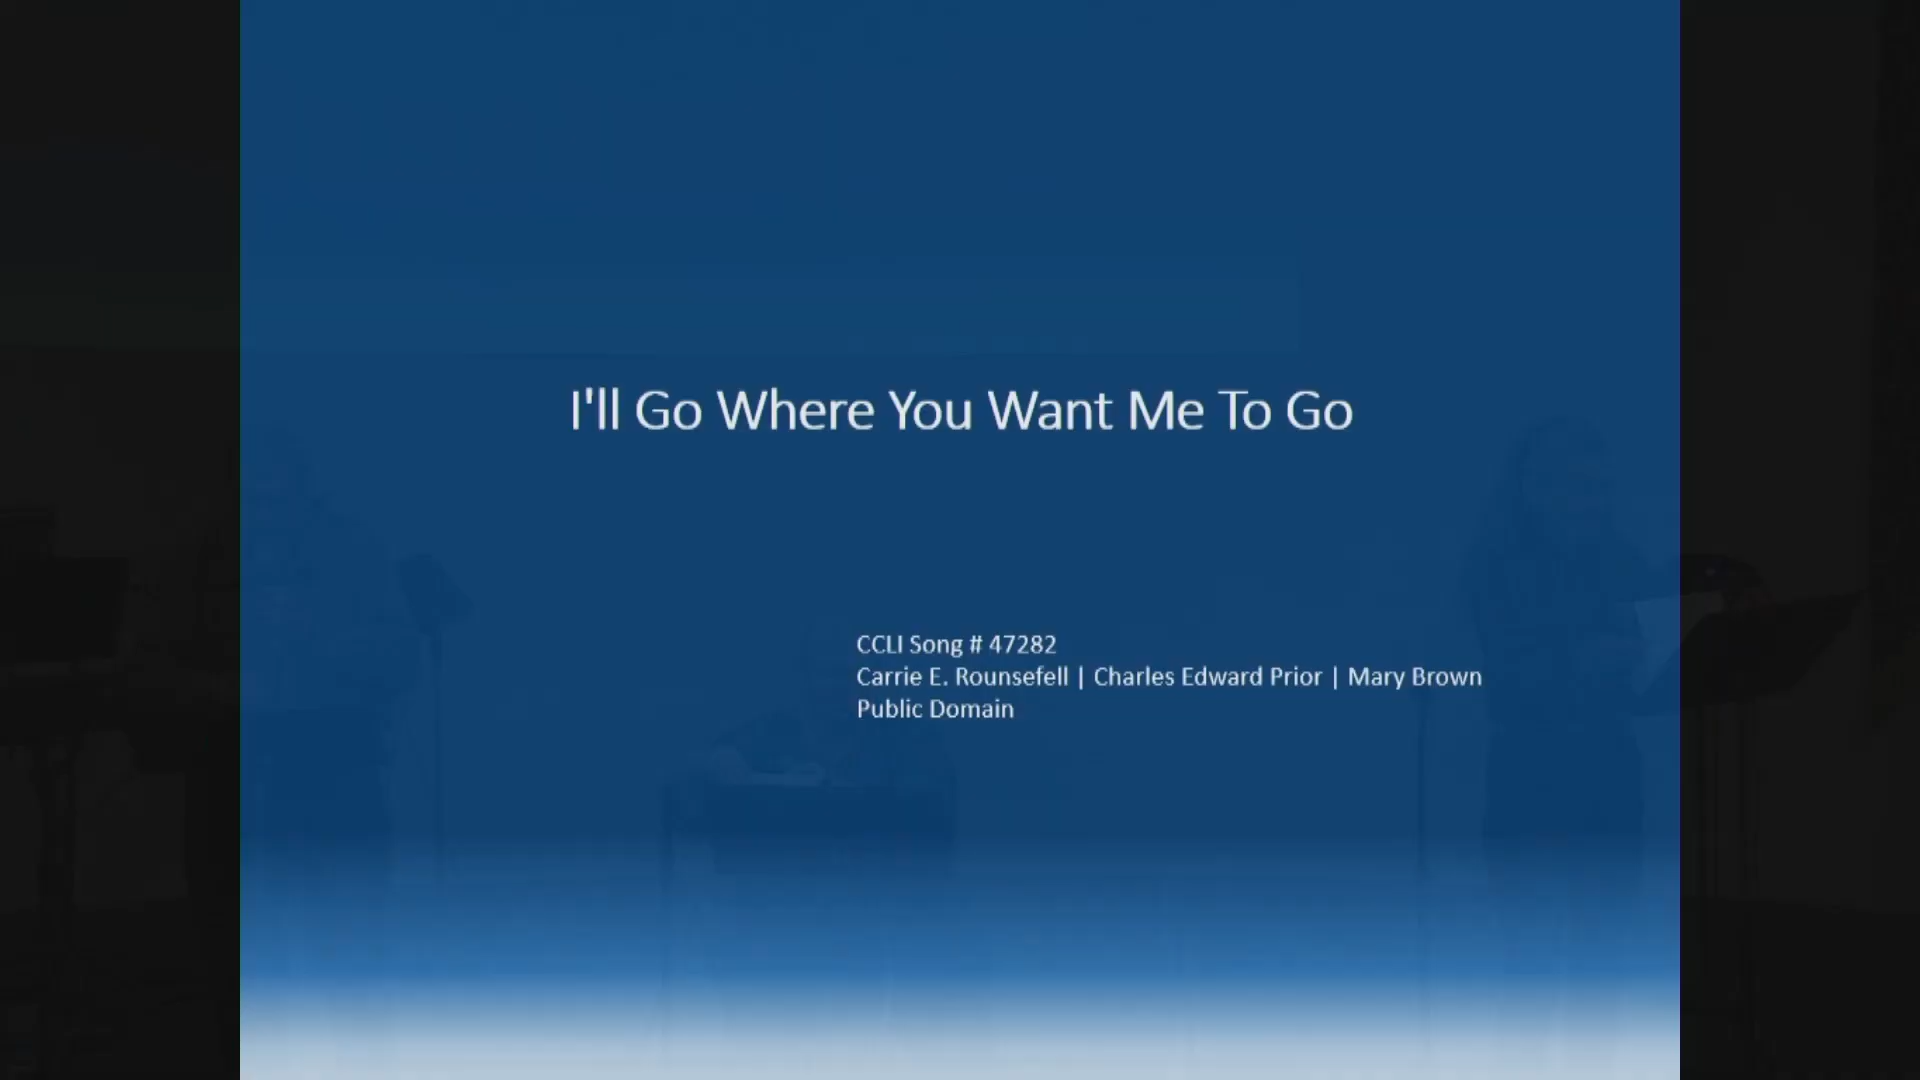 I'll Go Where You Want Me To Go
CCLI Song # 47282
Carrie E. Rounsefell | Charles Edward Prior | Mary Brown
Public Domain